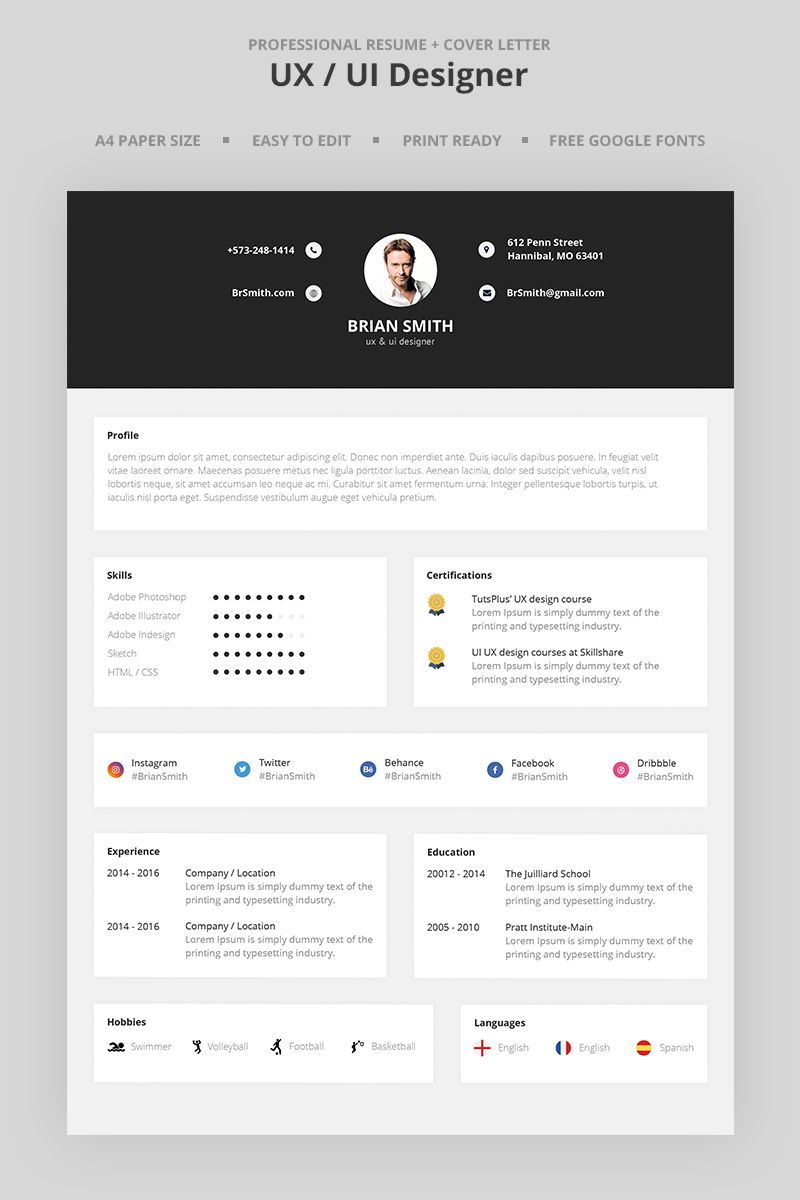 PROFESSIONAL RESUME + COVER LETTER
UX / UI Designer
A4 PAPER SIZE ▪ EASY TO EDIT ▪ PRINT READY ▪ FREE GOOGLE FONTS
+573-248-1414
BrSmith.com
612 Penn Street
Hannibal, MO 63401
BrSmith@gmail.com
BRIAN SMITH
ux & ui designer
Profile
Lorem ipsum dolor sit amet, consectetur adipiscing elit. Donec non imperdiet ante. Duis iaculis dapibus posuere. In feugiat velit
vitae laoreet ornare. Maecenas posuere metus nec ligula porttitor luctus. Aenean lacinia, dolor sed suscipit vehicula, velit nisl
lobortis neque, sit amet accumsan leo neque ac mi. Curabitur sit amet fermentum urna. Integer pellentesque lobortis turpis, ut
iaculis nisl porta eget. Suspendisse vestibulum augue eget vehicula pretium.
Skills
Adobe Photoshop
Adobe Illustrator
Adobe Indesign
Sketch
HTML / CSS
Certifications
TutsPlus' UX design course
Lorem Ipsum is simply dummy text of the
printing and typesetting industry.
UI UX design courses at Skillshare
Lorem Ipsum is simply dummy text of the
printing and typesetting industry.
Instagram
#BrianSmith
Twitter
#BrianSmith
Bē
Behance
#BrianSmith
Facebook
#BrianSmith
Dribbble
#BrianSmith
Experience
2014 - 2016 Company / Location
Lorem Ipsum is simply dummy text of the
printing and typesetting industry.
2014 - 2016 Company / Location
Lorem Ipsum is simply dummy text of the
printing and typesetting industry.
Education
20012 - 2014 The Juilliard School
Lorem Ipsum is simply dummy text of the
printing and typesetting industry.
2005 - 2010 Pratt Institute-Main
Lorem Ipsum is simply dummy text of the
printing and typesetting industry.
Hobbies
Swimmer Volleyball Football Basketball
Languages
English English Spanish